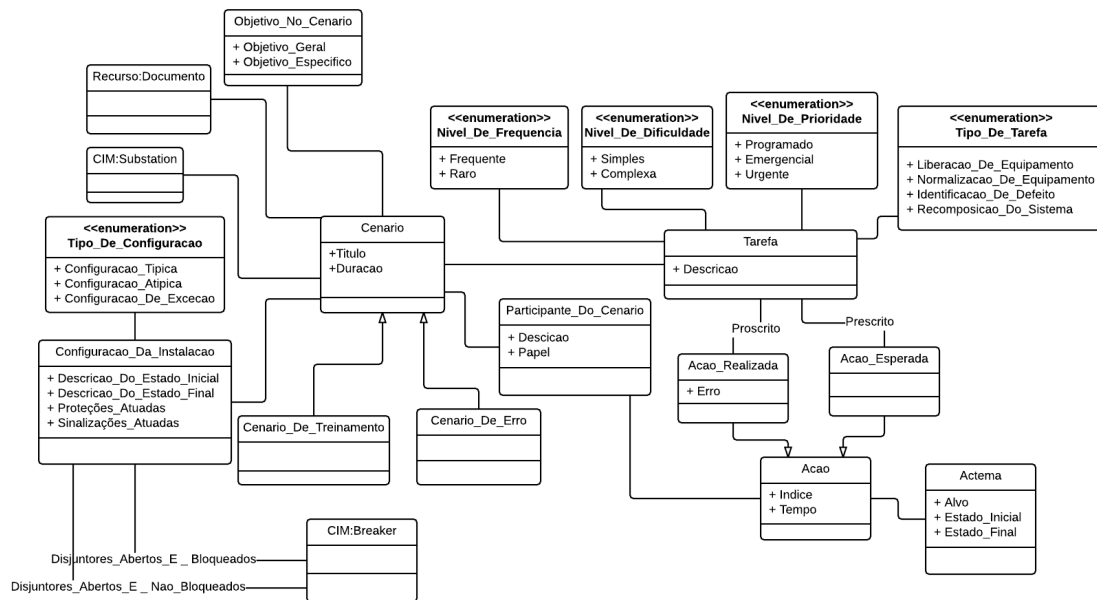 Objetivo_No_Cenario
+ Objetivo_Geral
+ Objetivo_Especifico
Recurso:Documento
CIM:Substation
<<enumeration>>
Tipo_De_Configuracao
+ Configuracao_Tipica
+ Configuracao_Atipica
+ Configuracao_De_Excecao
<<enumeration>>
Nivel_De_Frequencia
+ Frequente
+ Raro
<<enumeration>>
Nivel_De_Dificuldade
+ Simples
+ Complexa
<<enumeration>>
Nivel_De_Prioridade
+ Programado
+ Emergencial
+ Urgente
<<enumeration>>
Tipo_De_Tarefa
+ Liberacao_De_Equipamento
+ Normalizacao_De_Equipamento
+ Identificacao_De_Defeito
+ Recomposicao_Do_Sistema
Cenario
+Titulo
+Duracao
Tarefa
+ Descricao
Participante_Do_Cenario
+ Descicao
+ Papel
Proscrito
Prescrito
Configuracao_Da_Instalacao
+ Descricao_Do_Estado_Inicial
+ Descricao_Do_Estado_Final
+ Proteções_Atuadas
+ Sinalizações_Atuadas
Acao_Realizada
+ Erro
Acao_Esperada
Cenario_De_Treinamento
Cenario_De_Erro
Acao
+ Indice
+ Tempo
Actema
+ Alvo
+ Estado_Inicial
+ Estado_Final
CIM:Breaker
Disjuntores_Abertos_E _ Bloqueados
Disjuntores_Abertos_E _ Nao_Bloqueados